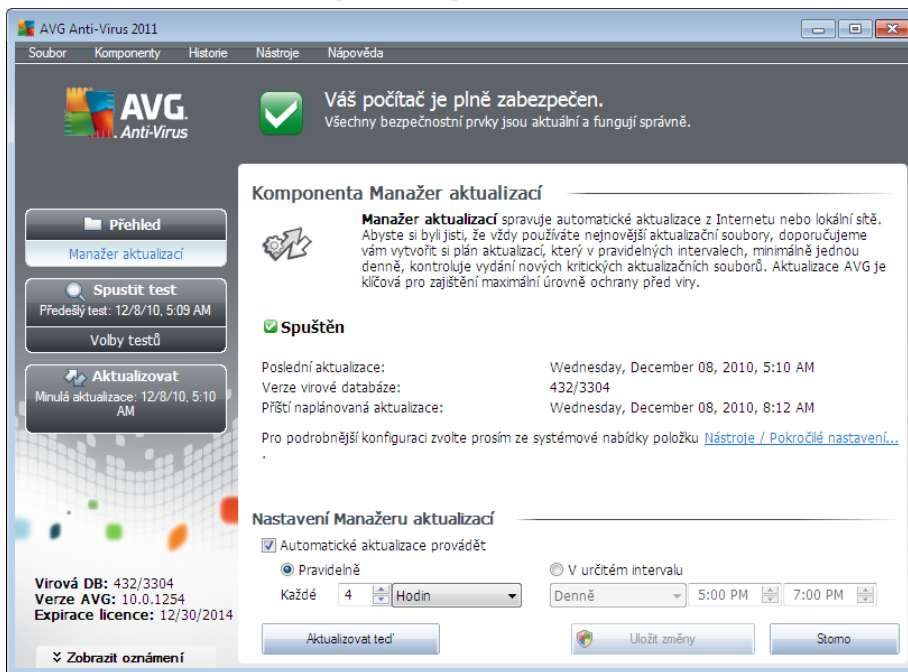 AVG Anti-Virus 2011
Soubor Komponenty Historie Nástroje Nápověda
AVG.
Anti-Virus
Váš počítač je plně zabezpečen.
Všechny bezpečnostní prvky jsou aktuální a fungují správně.
Přehled
Manažer aktualizací
Spustit test
Předešlý test: 12/8/10, 5:09 AM
Volby testů
Aktualizovat
Minulá aktualizace: 12/8/10, 5:10
AM
Virová DB: 432/3304
Verze AVG: 10.0.1254
Expirace licence: 12/30/2014
Zobrazit oznámení
Komponenta Manažer aktualizací
Manažer aktualizací spravuje automatické aktualizace z Internetu nebo lokální sítě.
Abyste si byli jisti, že vždy používáte nejnovější aktualizační soubory, doporučujeme
vám vytvořit si plán aktualizací, který v pravidelných intervalech, minimálně jednou
denně, kontroluje vydání nových kritických aktualizačních souborů. Aktualizace AVG je
klíčová pro zajištění maximální úrovně ochrany před viry.
Spuštěn
Poslední aktualizace: Wednesday, December 08, 2010, 5:10 AM
Verze virové databáze: 432/3304
Příští naplánovaná aktualizace: Wednesday, December 08, 2010, 8:12 AM
Pro podrobnější konfiguraci zvolte prosím ze systémové nabídky položku Nástroje / Pokročilé nastavení...
.
Nastavení Manažeru aktualizací
Automatické aktualizace provádět
Pravidelně V určitém intervalu
Každé 4 Hodin Denně 5:00 PM 7:00 PM
Aktualizovat teď Uložit změny Storno